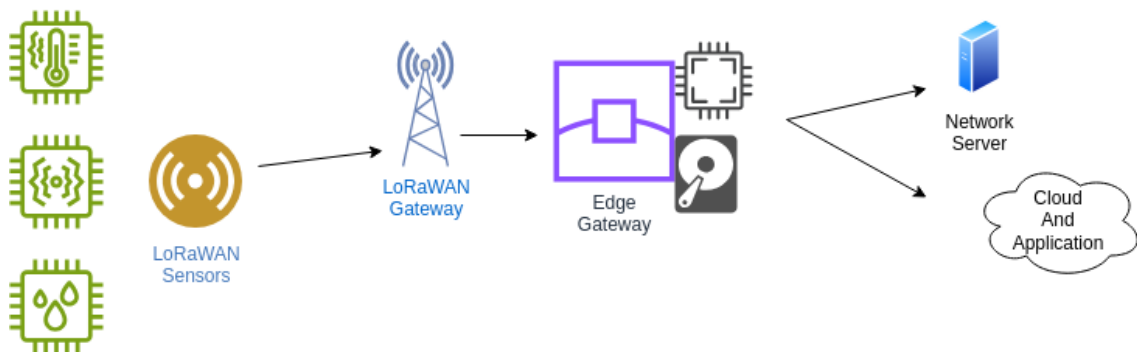 LoRaWAN
Sensors
LoRaWAN
Gateway
Edge
Gateway
Network
Server
Cloud
And
Application